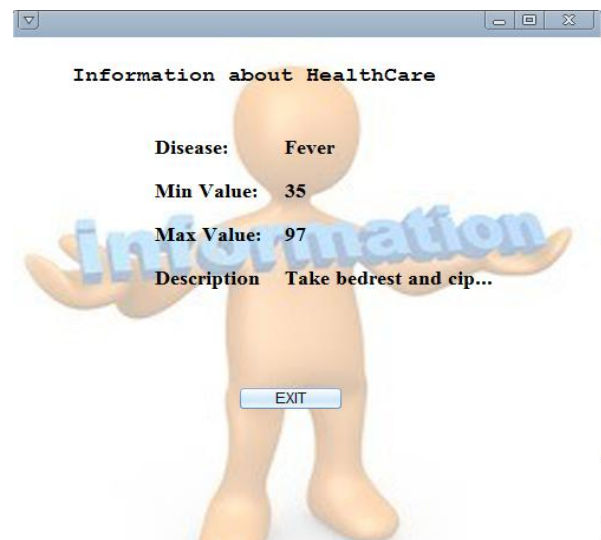 Information about HealthCare
Disease: Fever
Min Value: 35
Max Value: 97
information
Description Take bedrest and cip...
EXIT